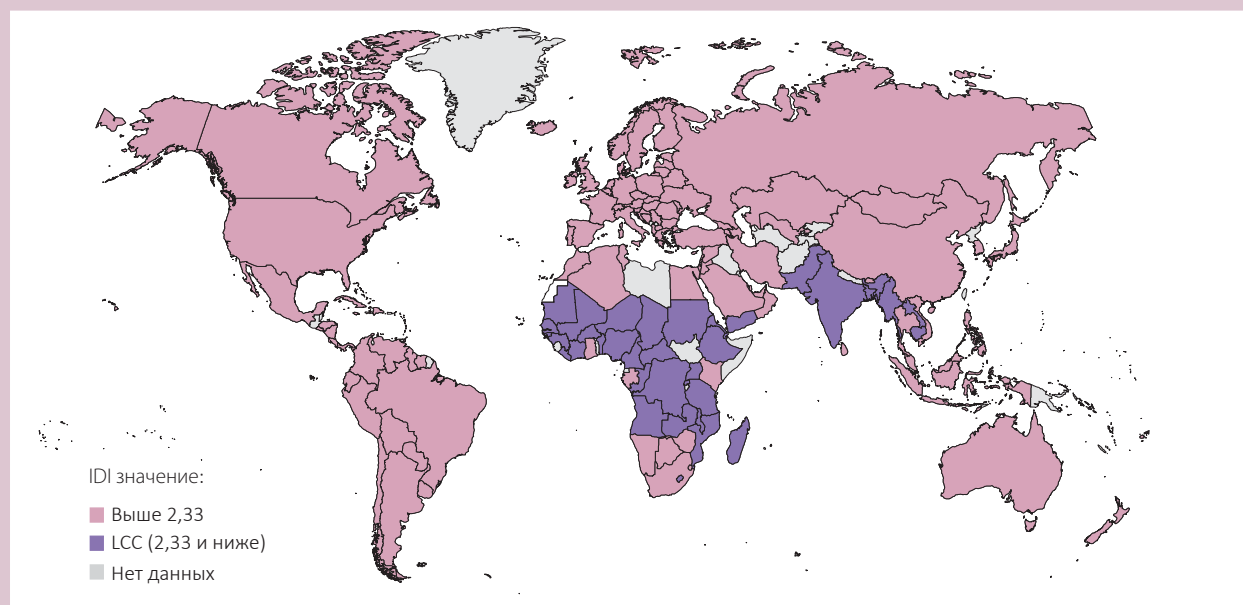 IDI значение:
Выше 2,33
LCC (2,33 и ниже)
Нет данных